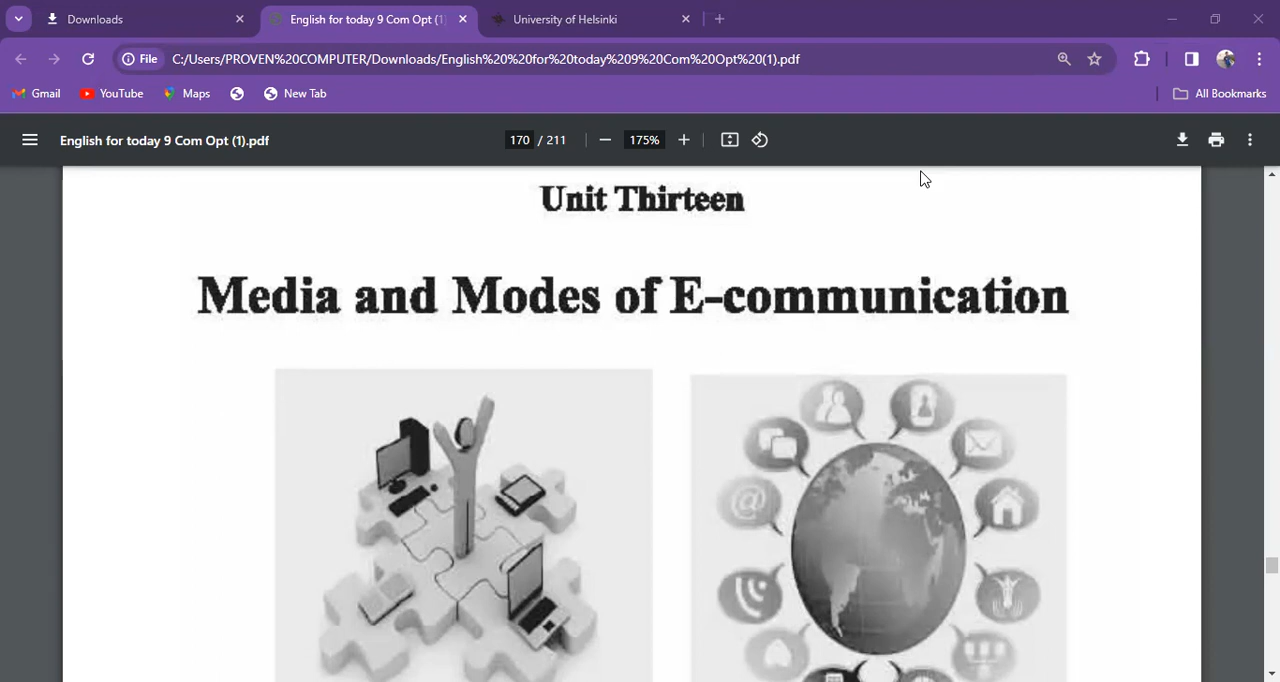 Downloads
English for today 9 Com Opt (1)
University of Helsinki
File
C:/Users/PROVEN%20COMPUTER/Downloads/English%20%20for%20today%209%20Com%20Opt%20(1).pdf
Gmail
YouTube
Maps
New Tab
All Bookmarks
English for today 9 Com Opt (1).pdf
170 / 211
175%
Unit Thirteen
Media and Modes of E-communication
@